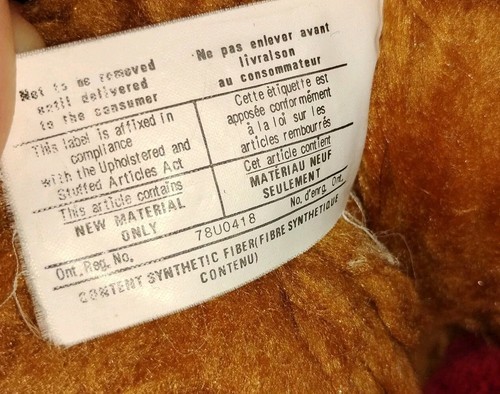 Not to be removed
until delivered
to the consumer
Ne pas enlever avant
livraison
au consommateur
This label is affixed in
compliance
with the Upholstered and
Stuffed Articles Act
Cette ètiquette est
apposée conformément
à la loi sur les
articles rembourrés
This article contains
NEW MATERIAL
ONLY
Cet article contient
MATÉRIAU NEUF
SEULEMENT
Ont. Reg. No. 78U0418 No. d'enrg. Ont.
CONTENT SYNTHETIC FIBER(FIBRE SYNTHETIQUE
CONTENU)